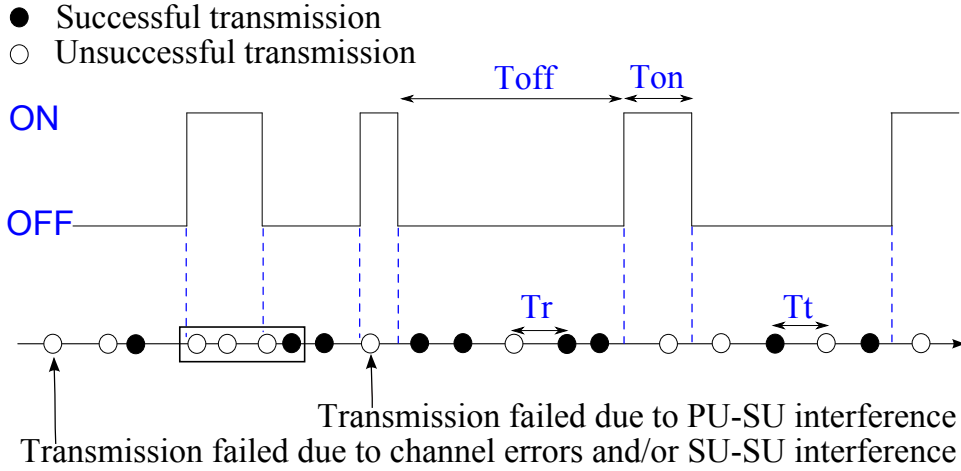 Successful transmission
Unsuccessful transmission
Toff
Ton
ON
OFF
Tr
Tt
Transmission failed due to PU-SU interference
Transmission failed due to channel errors and/or SU-SU interference